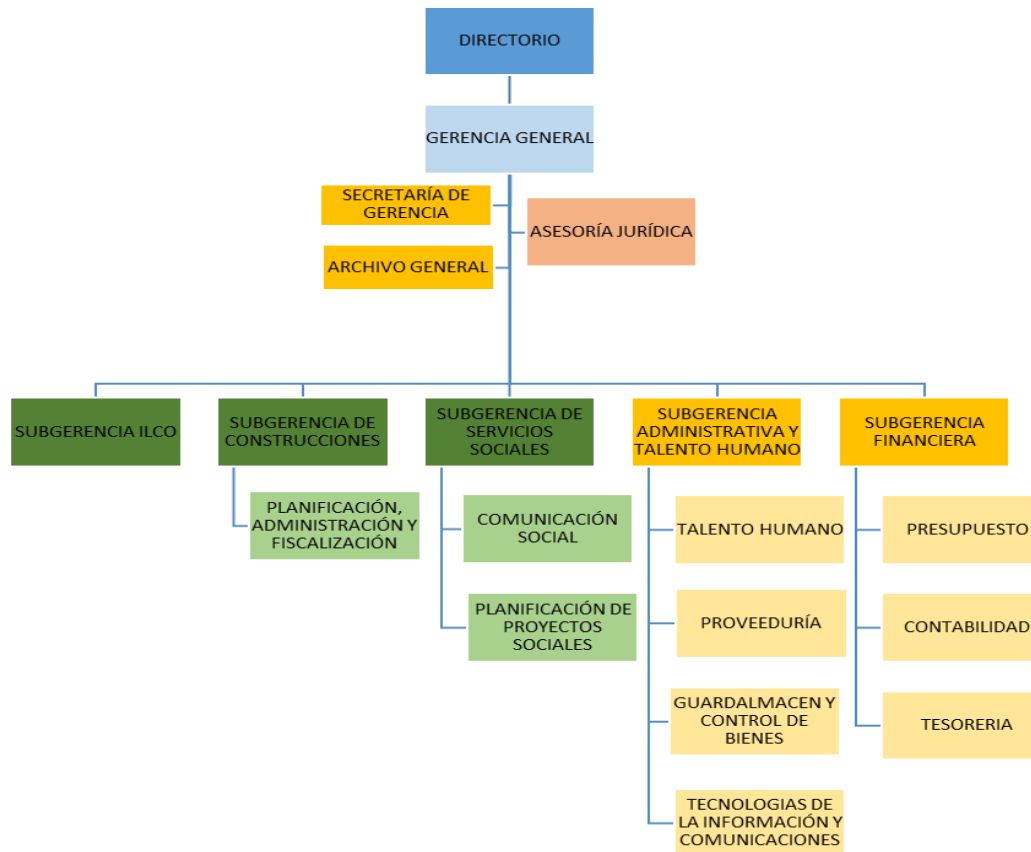 DIRECTORIO
GERENCIA GENERAL
SECRETARÍA DE
GERENCIA
ASESORÍA JURÍDICA
ARCHIVO GENERAL
SUBGERENCIA ILCO
SUBGERENCIA DE
CONSTRUCCIONES
SUBGERENCIA DE
SERVICIOS
SOCIALES
SUBGERENCIA
ADMINISTRATIVA Y
TALENTO HUMANO
SUBGERENCIA
FINANCIERA
PLANIFICACIÓN,
ADMINISTRACIÓN Y
FISCALIZACIÓN
COMUNICACIÓN
SOCIAL
PLANIFICACIÓN DE
PROYECTOS
SOCIALES
TALENTO HUMANO
PROVEEDURÍA
GUARDALMACEN Y
CONTROL DE
BIENES
TECNOLOGIAS DE
LA INFORMACIÓN Y
COMUNICACIONES
PRESUPUESTO
CONTABILIDAD
TESORERIA